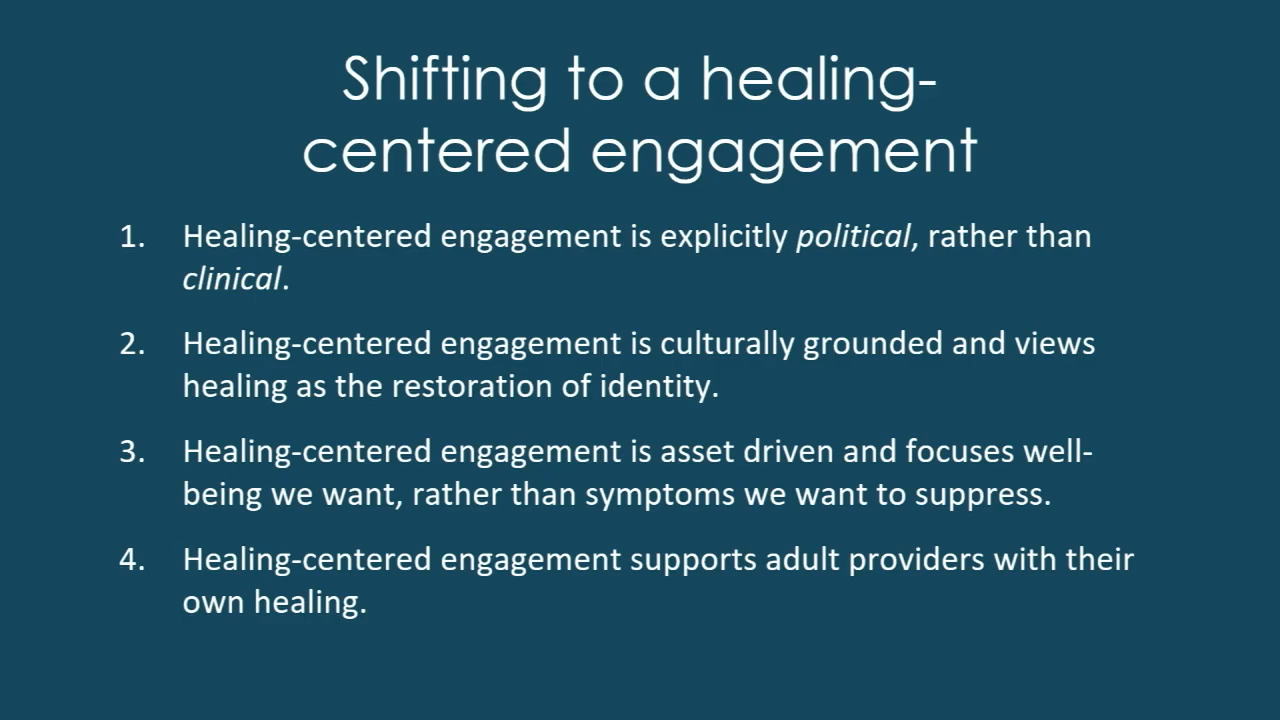 Shifting to a healing-
centered engagement
1. Healing-centered engagement is explicitly political, rather than
clinical.
2. Healing-centered engagement is culturally grounded and views
healing as the restoration of identity.
3. Healing-centered engagement is asset driven and focuses well-
being we want, rather than symptoms we want to suppress.
4. Healing-centered engagement supports adult providers with their
own healing.